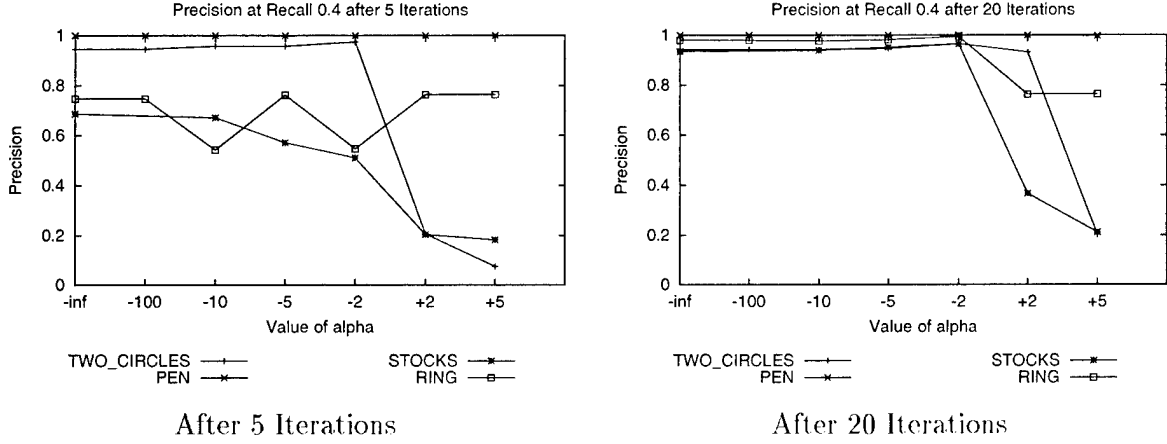 Precision at Recall 0.4 after 5 Iterations
1
0.8
0.6
0.4
0.2
0
Precision
-inf -100 -10 -5 -2 +2 +5
Value of alpha
TWO_CIRCLES STOCKS
PEN RING
After 5 Iterations
Precision at Recall 0.4 after 20 Iterations
1
0.8
0.6
0.4
0.2
0
Precision
-inf -100 -10 -5 -2 +2 +5
Value of alpha
TWO_CIRCLES STOCKS
PEN RING
After 20 Iterations